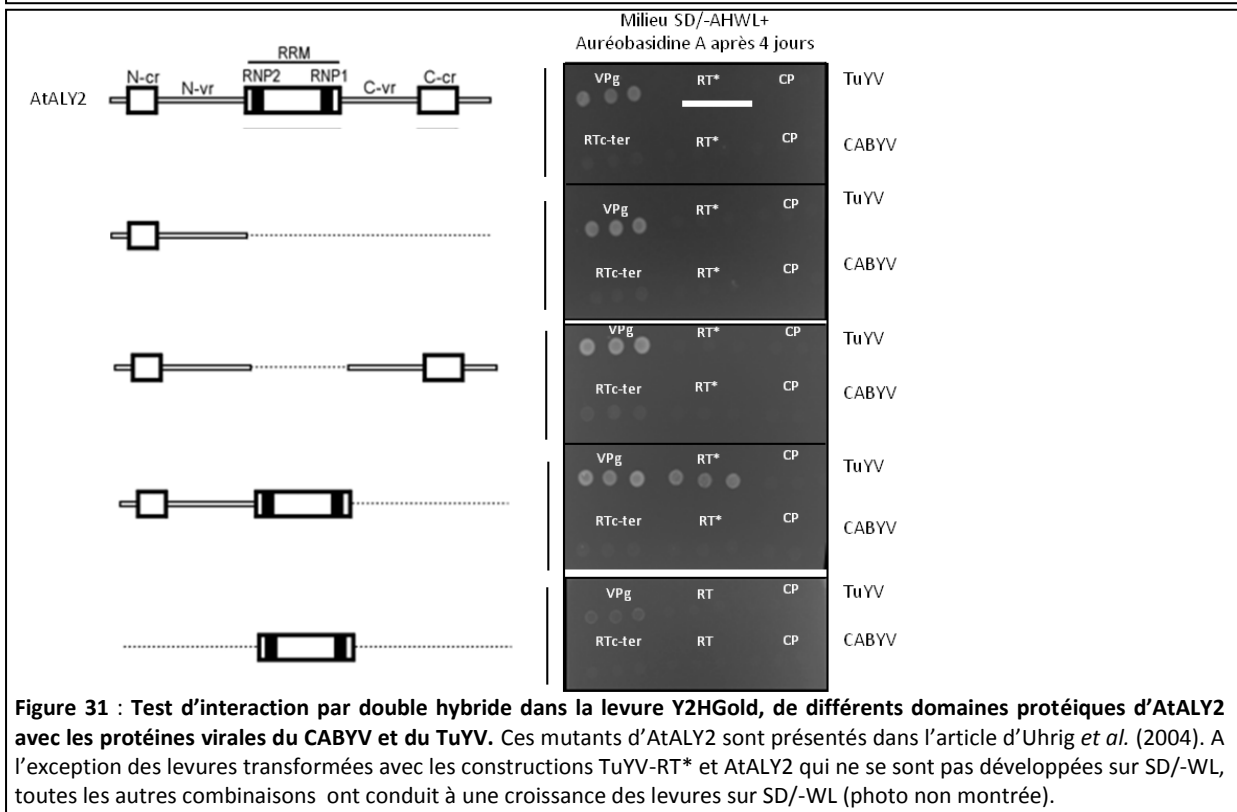 Milieu SD/-AHWL+
Auréobasidine A après 4 jours
RRM
N-cr N-vr RNP2 RNP1 C-vr C-cr
AtALY2
VPg RT* CP TuYV
RTc-ter RT* CP CABYV
VPg RT* CP TuYV
RTc-ter RT* CP CABYV
VPg RT* CP TuYV
RTc-ter RT* CP CABYV
VPg RT* CP TuYV
RTc-ter RT* CP CABYV
VPg RT CP TuYV
RTc-ter RT CP CABYV
Figure 31 : Test d'interaction par double hybride dans la levure Y2HGold, de différents domaines protéiques d'AtALY2
avec les protéines virales du CABYV et du TuYV. Ces mutants d'AtALY2 sont présentés dans l'article d'Uhrig et al. (2004). A
l'exception des levures transformées avec les constructions TuYV-RT* et AtALY2 qui ne se sont pas développées sur SD/-WL,
toutes les autres combinaisons ont conduit à une croissance des levures sur SD/-WL (photo non montrée).